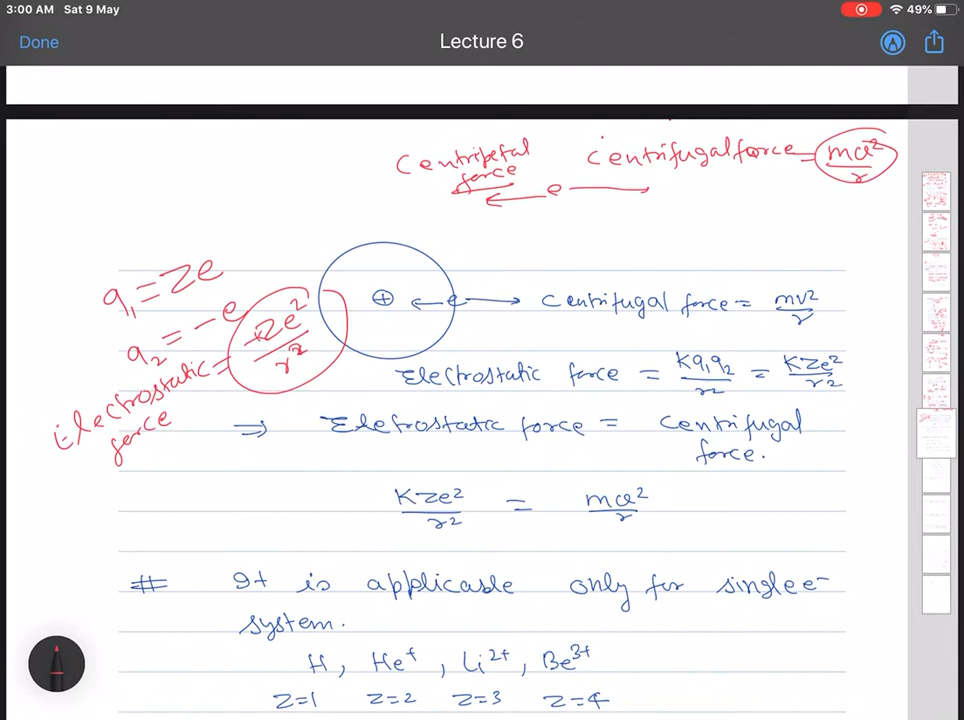 3:00 AM Sat 9 May 49%
Done Lecture 6
Centripetal force
centrifugal force = mv²/r
e
q₁ = Ze
q₂ = -e
Electrostatic force = -Ze²/r²
+ e Centrifugal force = mv²/r
Electrostatic force = Kq₁q₂/r² = KZe²/r²
⇒ Eletrostatic force = Centrifugal force.
KZe²/r² = mv²/r
# It is applicable only for single e⁻
system.
H, He⁺, Li²⁺, Be³⁺
Z=1 Z=2 Z=3 Z=4